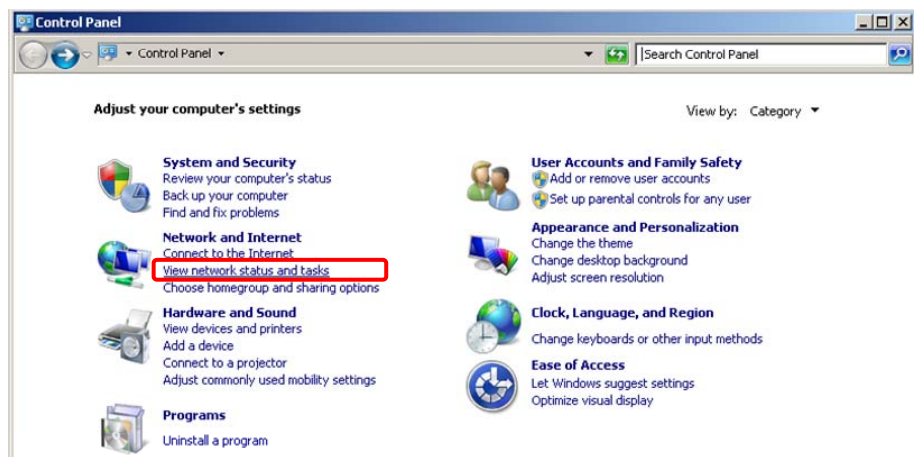 Control Panel
Control Panel
Search Control Panel
Adjust your computer's settings
View by: Category
System and Security
Review your computer's status
Back up your computer
Find and fix problems
Network and Internet
Connect to the Internet
View network status and tasks
Choose homegroup and sharing options
Hardware and Sound
View devices and printers
Add a device
Connect to a projector
Adjust commonly used mobility settings
Programs
Uninstall a program
User Accounts and Family Safety
Add or remove user accounts
Set up parental controls for any user
Appearance and Personalization
Change the theme
Change desktop background
Adjust screen resolution
Clock, Language, and Region
Change keyboards or other input methods
Ease of Access
Let Windows suggest settings
Optimize visual display